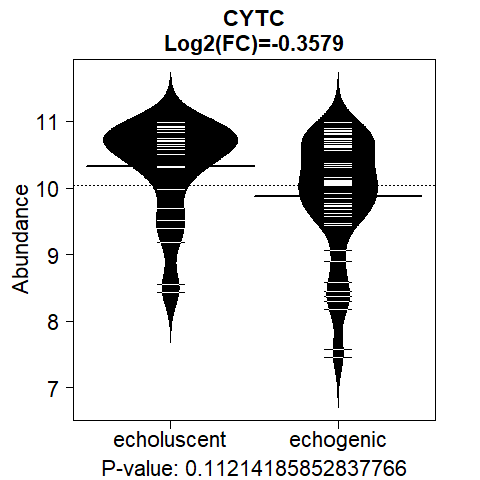 CYTC
Log2(FC)=-0.3579
Abundance
11
10
9
8
7
echoluscent echogenic
P-value: 0.11214185852837766